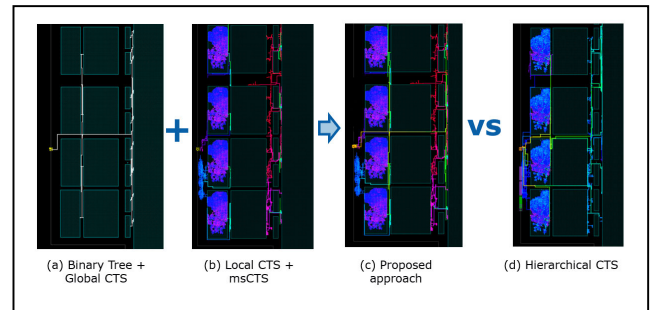 +
vs
(a) Binary Tree +
Global CTS
(b) Local CTS +
msCTS
(c) Proposed
approach
(d) Hierarchical CTS